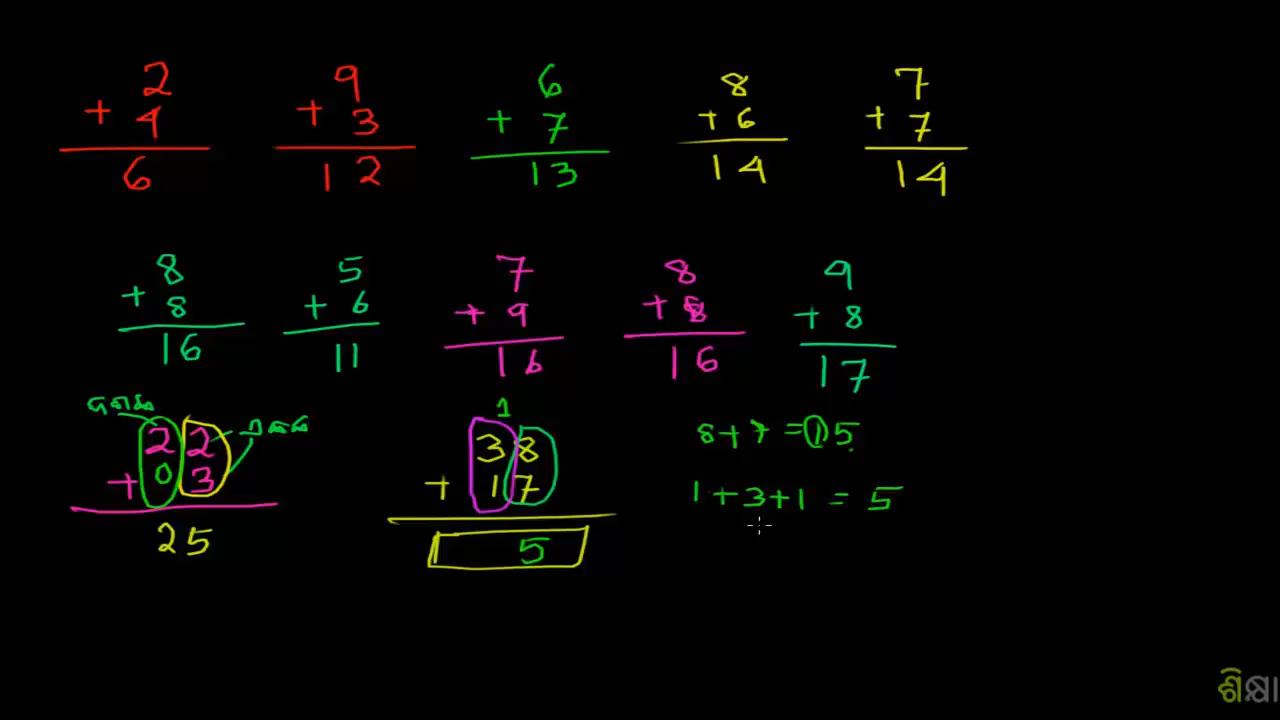 2 9 6 8 7
+ 4 + 3 + 7 + 6 + 7
6 12 13 14 14
8 5 7 8 9
+ 8 + 6 + 9 + 8 + 8
16 11 16 16 17
1
22 38 8+7 = 15
+ 03 + 17 1+3+1 = 5
25 5
ଶିକ୍ଷା